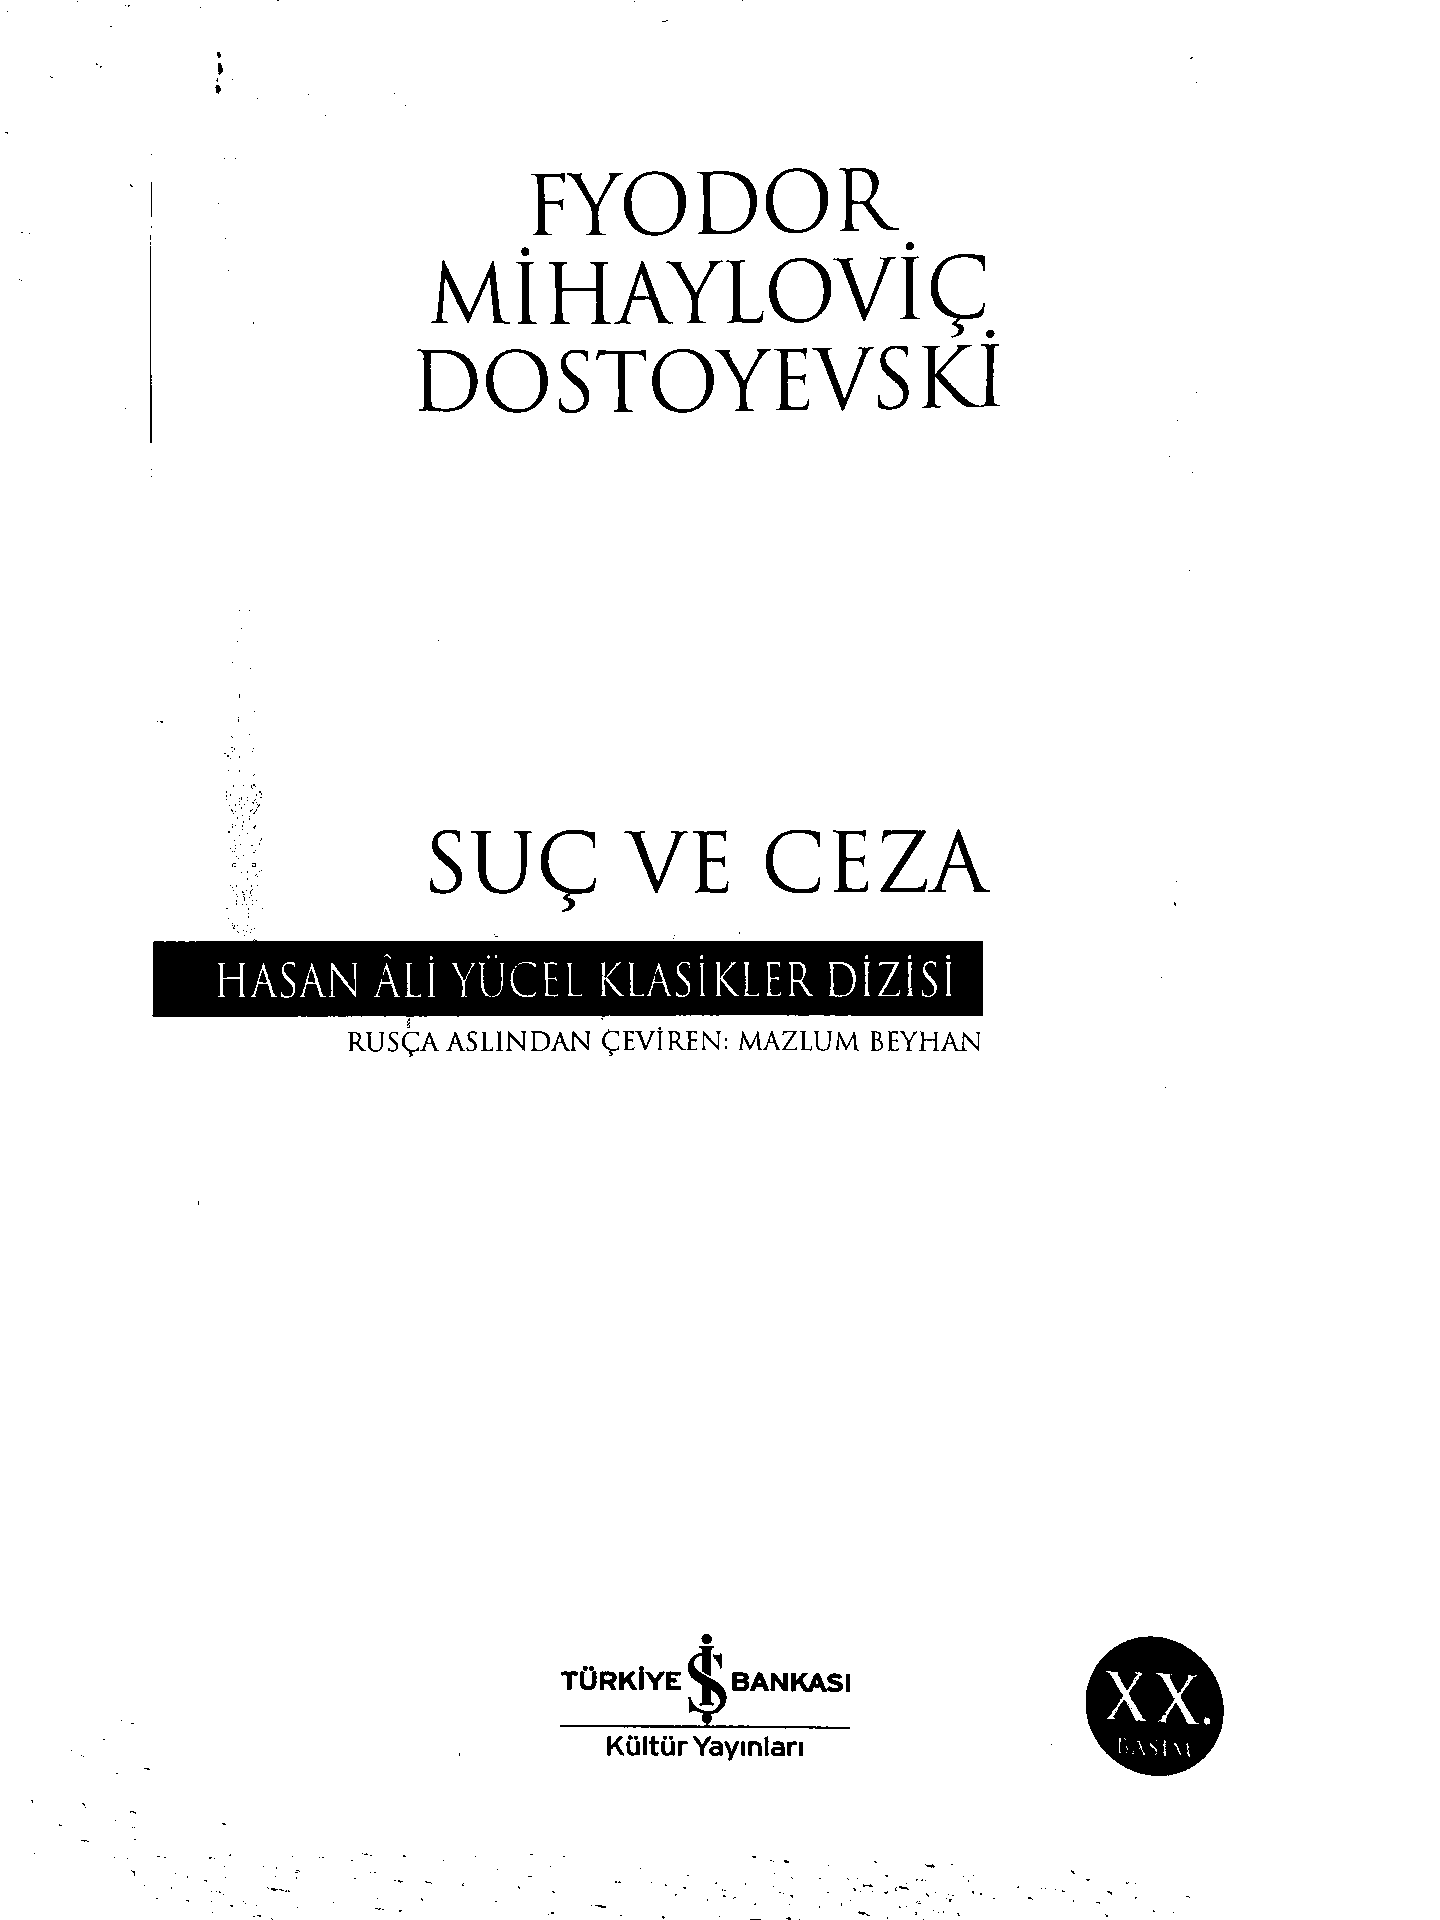 FYODOR
MİHAYLOVİÇ
DOSTOYEVSKİ
SUÇ VE CEZA
HASAN ÂLİ YÜCEL KLASİKLER DİZİSİ
RUSÇA ASLINDAN ÇEVİREN: MAZLUM BEYHAN
TÜRKİYE İŞ BANKASI
Kültür Yayınları
XX.
BASIM